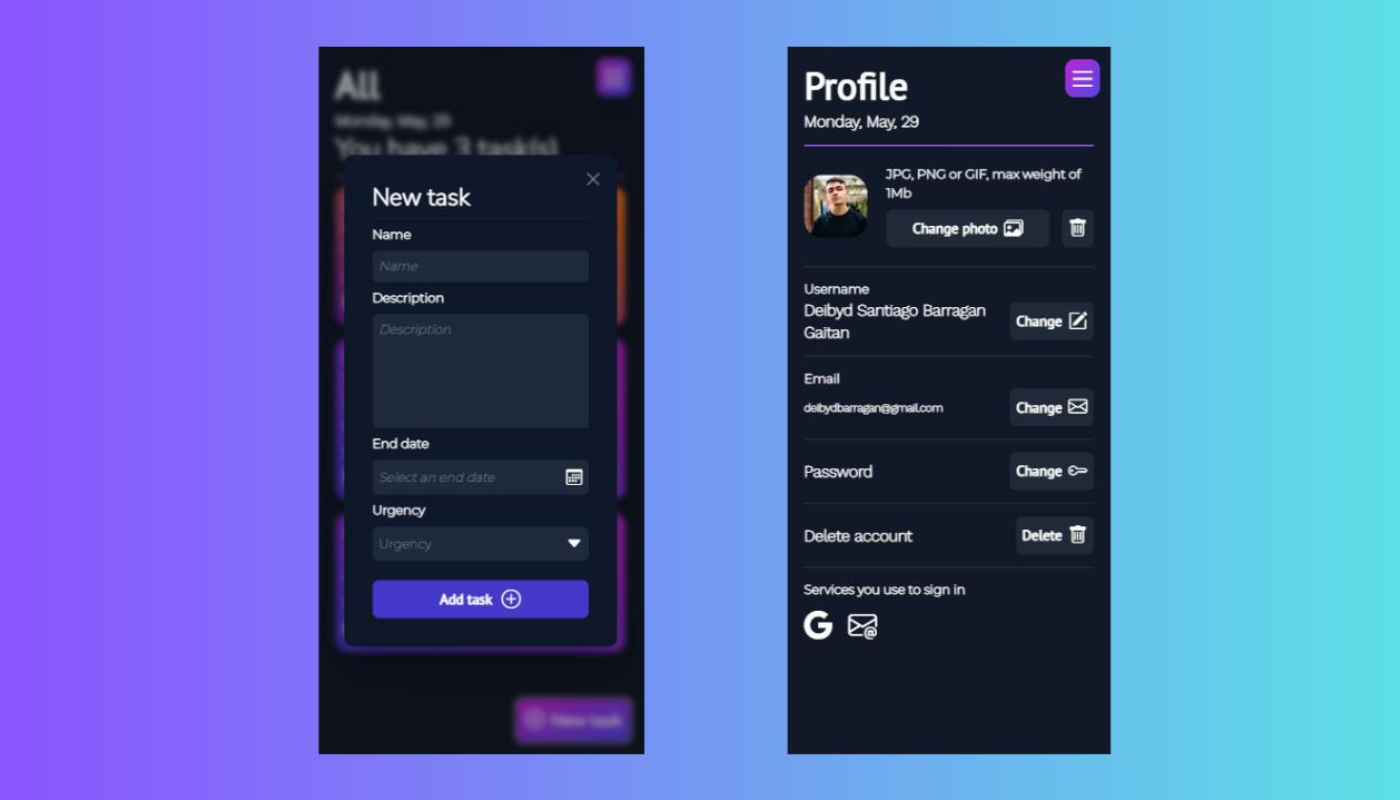 All
Monday, May, 29
You have 3 task(s)
New task
Name
Name
Description
Description
End date
Select an end date
Urgency
Urgency
Add task
New task
Profile
Monday, May, 29
JPG, PNG or GIF, max weight of
1Mb
Change photo
Username
Deibyd Santiago Barragan
Gaitan
Change
Email
deibydbarragan@gmail.com
Change
Password
Change
Delete account
Delete
Services you use to sign in